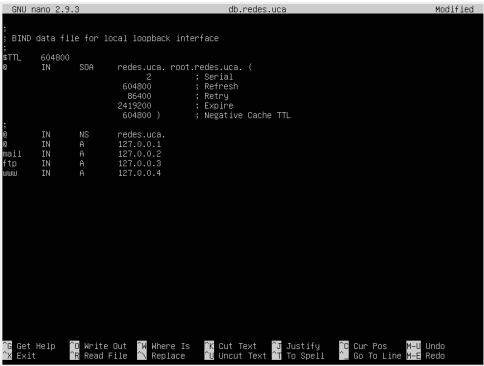 GNU nano 2.9.3 db.redes.uca Modified
;
; BIND data file for local loopback interface
;
$TTL 604800
@ IN SOA redes.uca. root.redes.uca. (
2 ; Serial
604800 ; Refresh
86400 ; Retry
2419200 ; Expire
604800 ) ; Negative Cache TTL
;
@ IN NS redes.uca.
@ IN A 127.0.0.1
mail IN A 127.0.0.2
ftp IN A 127.0.0.3
www IN A 127.0.0.4
^G Get Help ^O Write Out ^W Where Is ^K Cut Text ^J Justify ^C Cur Pos M-U Undo
^X Exit ^R Read File ^\ Replace ^U Uncut Text ^T To Spell ^_ Go To Line M-E Redo